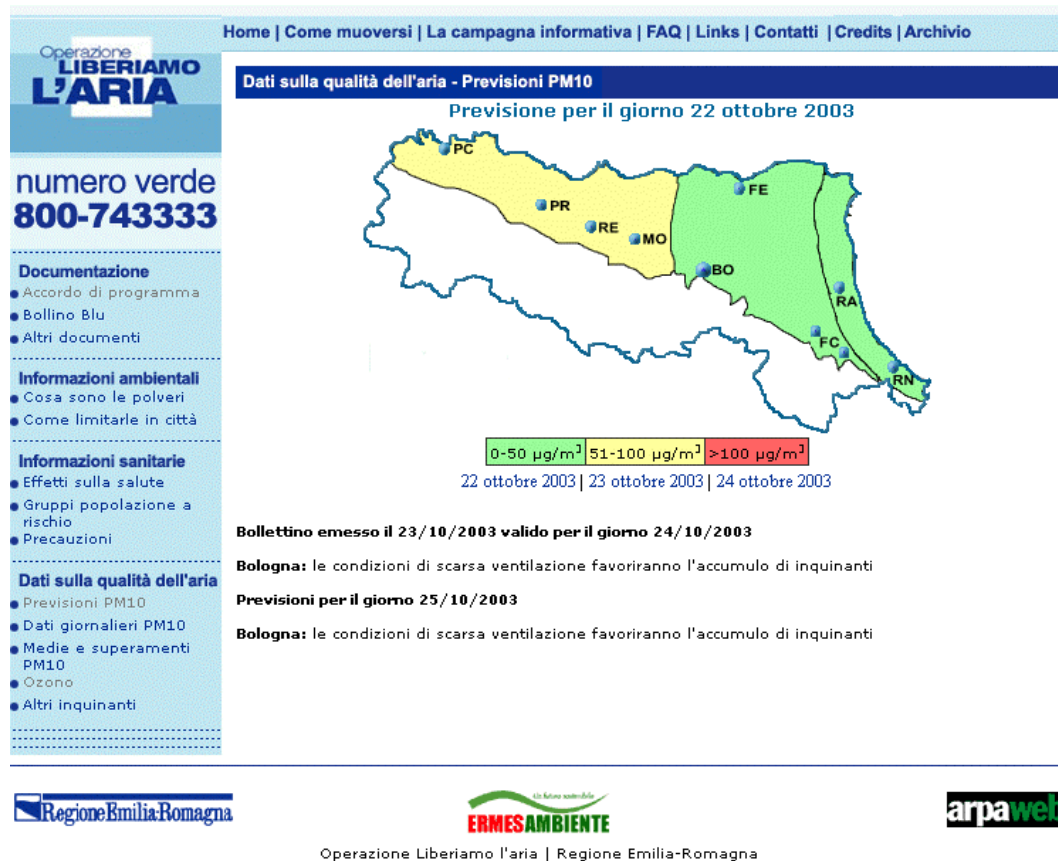 Home | Come muoversi | La campagna informativa | FAQ | Links | Contatti | Credits | Archivio
Operazione
LIBERIAMO
L'ARIA
numero verde
800-743333
Documentazione
Accordo di programma
Bollino Blu
Altri documenti
Informazioni ambientali
Cosa sono le polveri
Come limitarle in città
Informazioni sanitarie
Effetti sulla salute
Gruppi popolazione a
rischio
Precauzioni
Dati sulla qualità dell'aria
Previsioni PM10
Dati giornalieri PM10
Medie e superamenti
PM10
Ozono
Altri inquinanti
Dati sulla qualità dell'aria - Previsioni PM10
Previsione per il giorno 22 ottobre 2003
PC
PR
RE
MO
FE
BO
RA
FC
RN
0-50 µg/m³ 51-100 µg/m³ >100 µg/m³
22 ottobre 2003 | 23 ottobre 2003 | 24 ottobre 2003
Bollettino emesso il 23/10/2003 valido per il giorno 24/10/2003
Bologna: le condizioni di scarsa ventilazione favoriranno l'accumulo di inquinanti
Previsioni per il giorno 25/10/2003
Bologna: le condizioni di scarsa ventilazione favoriranno l'accumulo di inquinanti
Regione Emilia-Romagna
Un futuro sostenibile
ERMESAMBIENTE
arpaweb
Operazione Liberiamo l'aria | Regione Emilia-Romagna